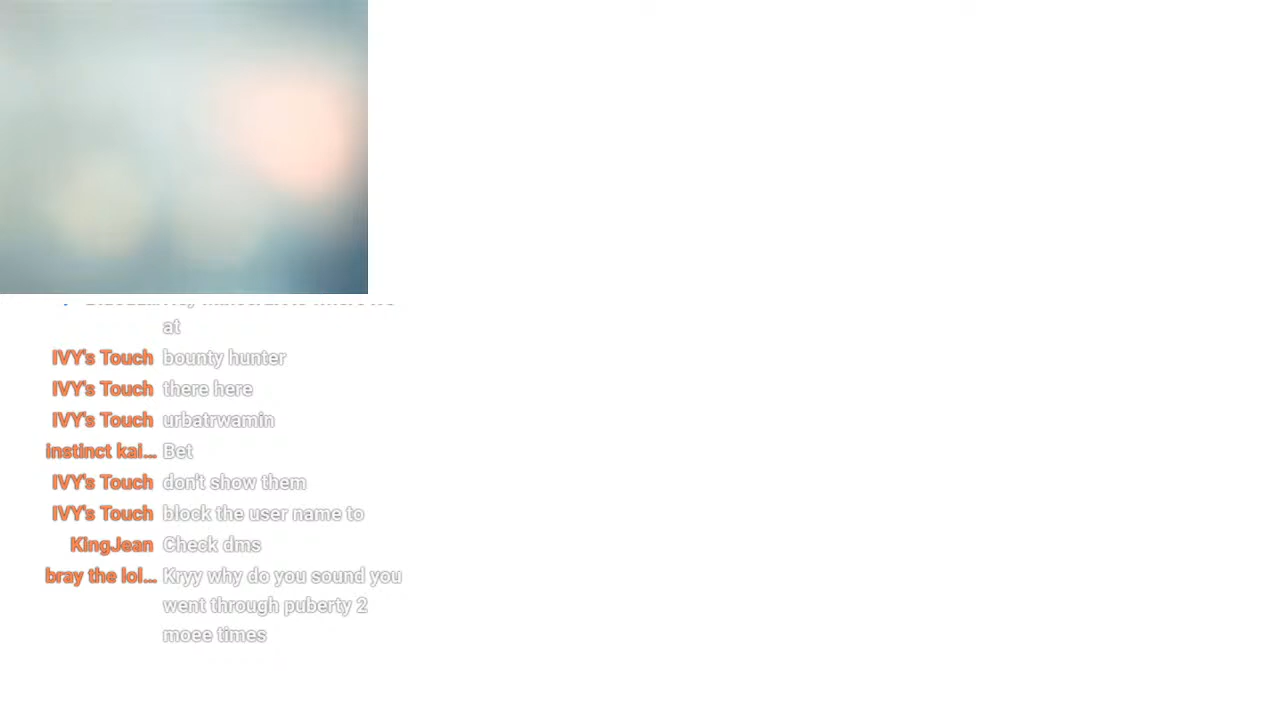 at
IVY's Touch bounty hunter
IVY's Touch there here
IVY's Touch urbatrwamin
instinct kai... Bet
IVY's Touch don't show them
IVY's Touch block the user name to
KingJean Check dms
bray the lol... Kryy why do you sound you
went through puberty 2
moee times